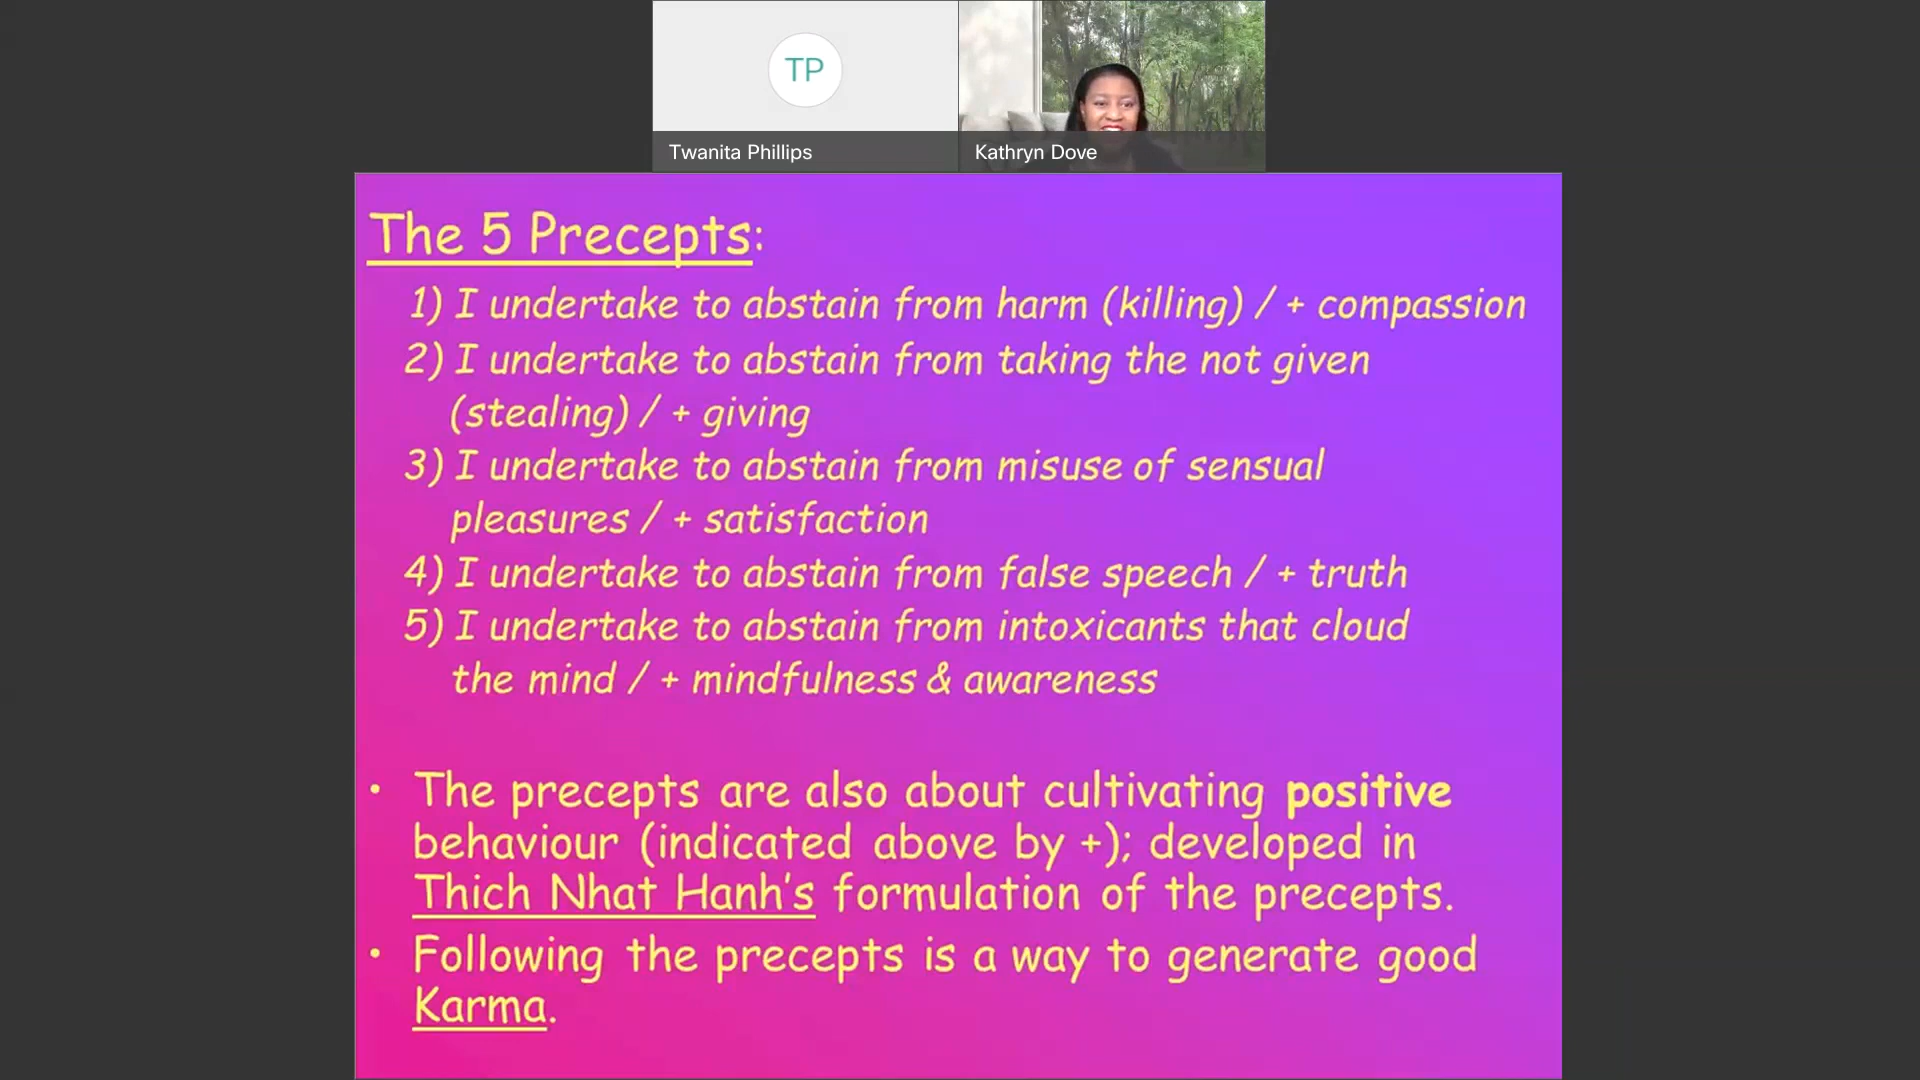 TP
Twanita Phillips
Kathryn Dove
The 5 Precepts:
1) I undertake to abstain from harm (killing) / + compassion
2) I undertake to abstain from taking the not given
(stealing) / + giving
3) I undertake to abstain from misuse of sensual
pleasures / + satisfaction
4) I undertake to abstain from false speech / + truth
5) I undertake to abstain from intoxicants that cloud
the mind / + mindfulness & awareness
• The precepts are also about cultivating positive
behaviour (indicated above by +); developed in
Thich Nhat Hanh's formulation of the precepts.
• Following the precepts is a way to generate good
Karma.